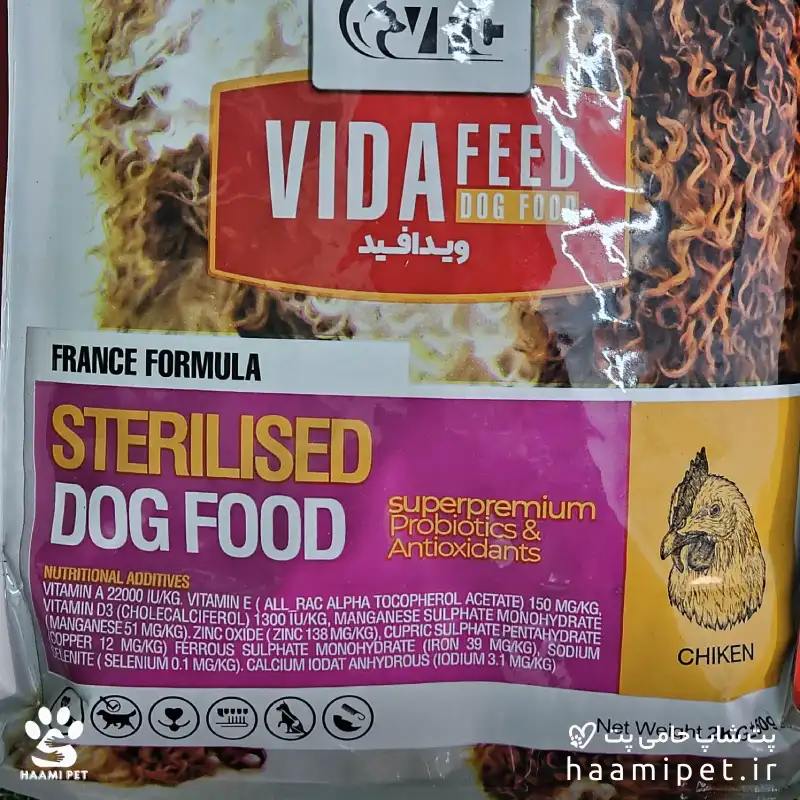 VIDA FEED
DOG FOOD
ویدافید
FRANCE FORMULA
STERILISED
DOG FOOD
superpremium
Probiotics &
Antioxidants
NUTRITIONAL ADDITIVES
VITAMIN A 22000 IU/KG, VITAMIN E ( ALL_RAC ALPHA TOCOPHEROL ACETATE) 150 MG/KG,
VITAMIN D3 (CHOLECALCIFEROL) 1300 IU/KG, MANGANESE SULPHATE MONOHYDRATE
(MANGANESE 51 MG/KG). ZINC OXIDE (ZINC 138 MG/KG), CUPRIC SULPHATE PENTAHYDRATE
(COPPER 12 MG/KG) FERROUS SULPHATE MONOHYDRATE (IRON 39 MG/KG), SODIUM
SELENITE ( SELENIUM 0.1 MG/KG). CALCIUM IODAT ANHYDROUS (IODIUM 3.1 MG/KG)
CHIKEN
Net Weight
پت شاپ حامی پت
haamipet.ir
HAAMI PET